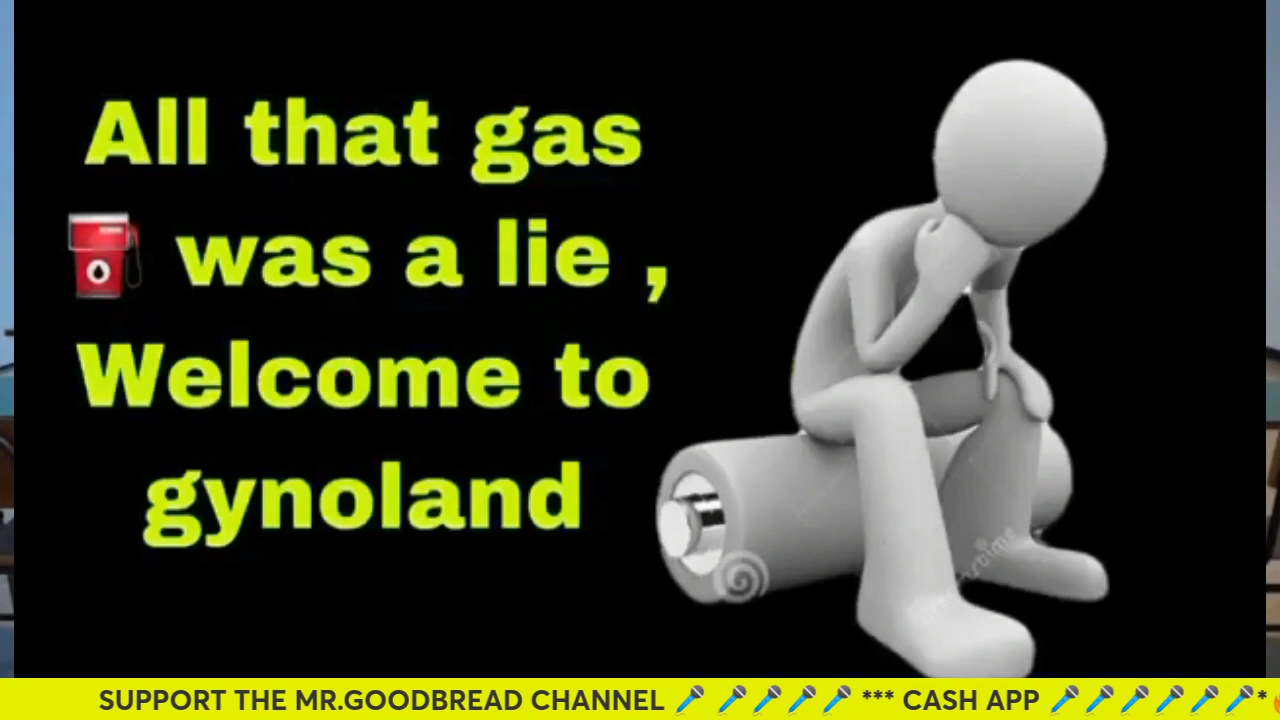 All that gas
⛽ was a lie ,
Welcome to
gynoland
SUPPORT THE MR.GOODBREAD CHANNEL 🎤 🎤🎤🎤🎤 *** CASH APP 🎤🎤🎤🎤🎤🎤*